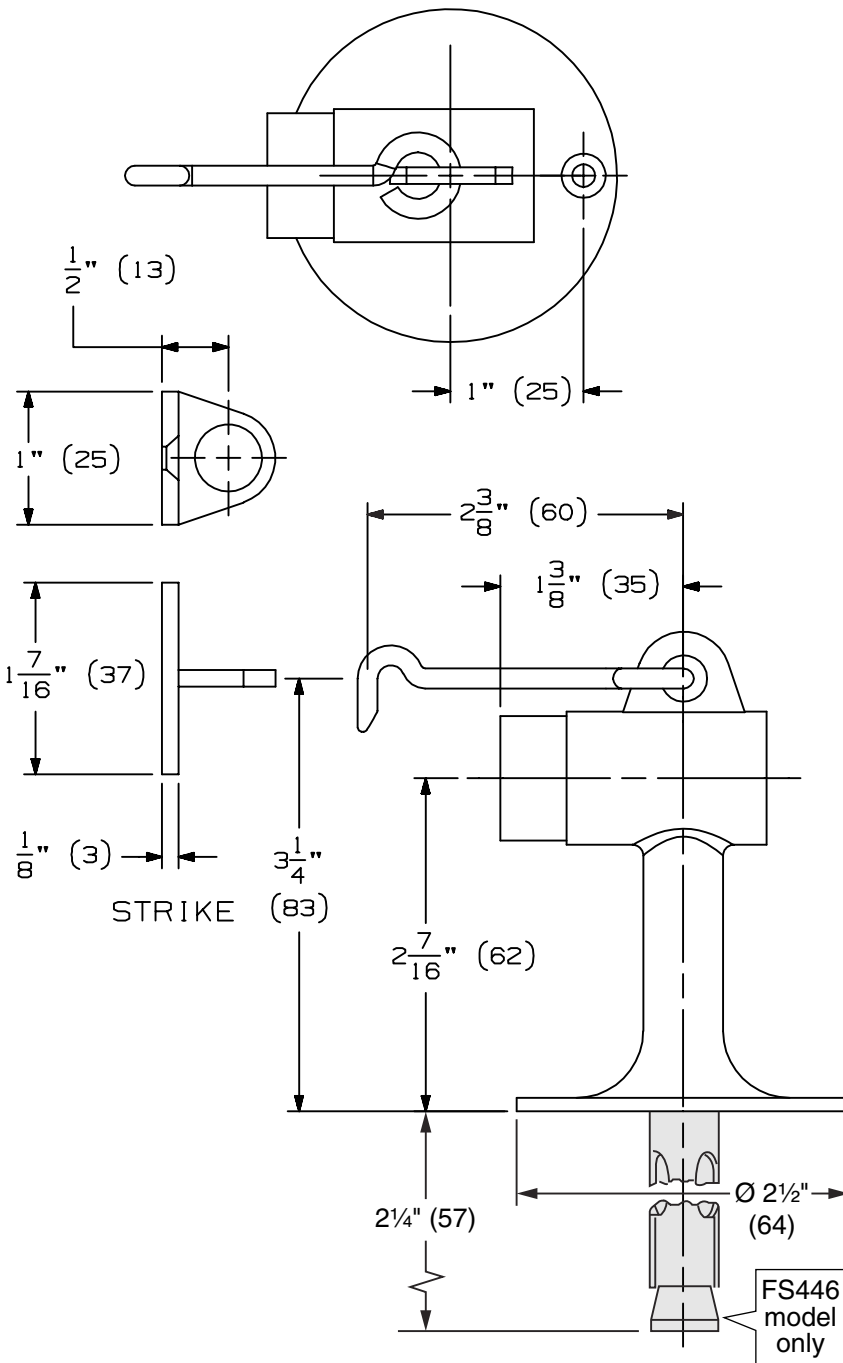 1/2" (13)
1" (25)
1" (25)
2 3/8" (60)
1 3/8" (35)
1 7/16" (37)
1/8" (3)
3 1/4"
(83)
STRIKE
2 7/16" (62)
2¼" (57)
Ø 2½"
(64)
FS446
model
only